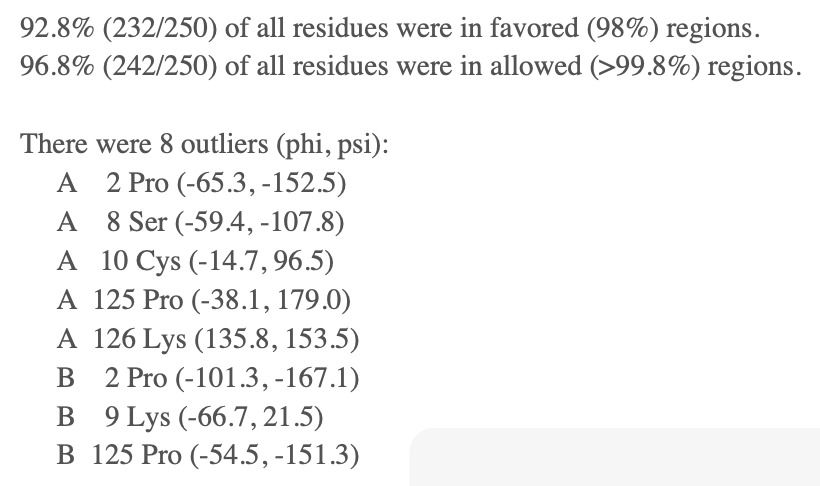 92.8% (232/250) of all residues were in favored (98%) regions.
96.8% (242/250) of all residues were in allowed (>99.8%) regions.
There were 8 outliers (phi, psi):
A 2 Pro (-65.3, -152.5)
A 8 Ser (-59.4, -107.8)
A 10 Cys (-14.7, 96.5)
A 125 Pro (-38.1, 179.0)
A 126 Lys (135.8, 153.5)
B 2 Pro (-101.3, -167.1)
B 9 Lys (-66.7, 21.5)
B 125 Pro (-54.5, -151.3)